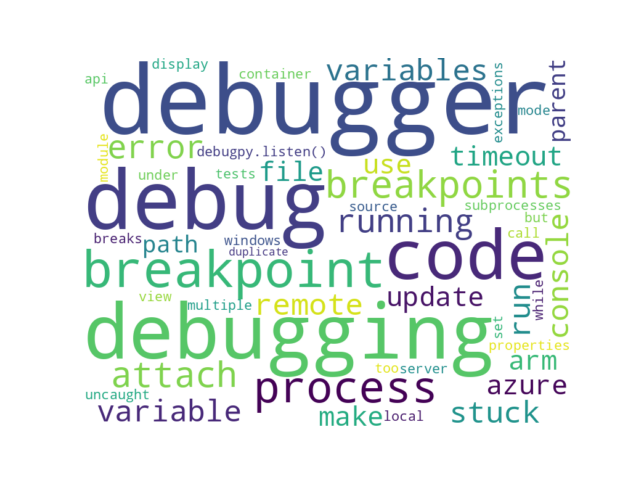 display
container
variables
api
debugger
exceptions
mode
parent
module
error
debugpy.listen()
timeout
under
tests
file
use
breakpoints
debug
source
running
subprocesses
but
call
console
breaks
path
windows
duplicate
code
breakpoint
view
multiple
remote
update
run
while
set
debugging
properties
attach
process
too
server
arm
azure
uncaught
variable
make
local
stuck